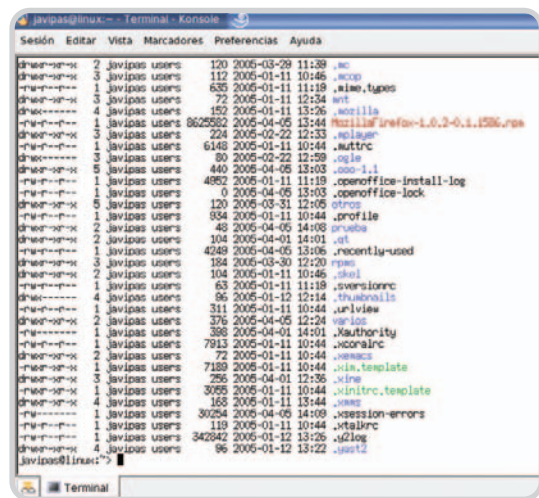 javipas@linux:~ - Terminal - Konsole
Sesión Editar Vista Marcadores Preferencias Ayuda
drwxr-xr-x 2 javipas users 120 2005-03-29 11:39 .mc
drwxr-xr-x 3 javipas users 112 2005-01-11 10:46 .mcop
-rw-r--r-- 1 javipas users 635 2005-01-11 11:19 .mime.types
drwxr-xr-x 3 javipas users 72 2005-01-11 12:34 mnt
drwx------ 4 javipas users 152 2005-01-11 13:26 .mozilla
-rw-r--r-- 1 javipas users 8625582 2005-04-05 13:44 MozillaFirefox-1.0.2-0.1.i586.rpm
drwxr-xr-x 3 javipas users 224 2005-02-22 12:33 .mplayer
-rw-r--r-- 1 javipas users 6148 2005-01-11 10:44 .muttrc
drwx------ 3 javipas users 80 2005-02-22 12:59 .ogle
drwxr-xr-x 5 javipas users 440 2005-04-05 13:03 .ooo-1.1
-rw-r--r-- 1 javipas users 4952 2005-01-11 11:19 .openoffice-install-log
-rw-r--r-- 1 javipas users 0 2005-04-05 13:03 .openoffice-lock
drwxr-xr-x 5 javipas users 120 2005-03-31 12:05 otros
-rw-r--r-- 1 javipas users 934 2005-01-11 10:44 .profile
drwxr-xr-x 2 javipas users 48 2005-04-05 14:08 prueba
drwxr-xr-x 2 javipas users 104 2005-04-01 14:01 .qt
-rw-r--r-- 1 javipas users 4249 2005-04-05 13:06 .recently-used
drwxr-xr-x 3 javipas users 184 2005-03-30 12:20 rpms
drwxr-xr-x 2 javipas users 104 2005-01-11 10:46 .skel
-rw-r--r-- 1 javipas users 63 2005-01-11 11:19 .sversionrc
drwx------ 4 javipas users 96 2005-01-12 12:14 .thumbnails
-rw-r--r-- 1 javipas users 311 2005-01-11 10:44 .urlview
drwxr-xr-x 2 javipas users 376 2005-04-05 12:24 varios
-rw------- 1 javipas users 398 2005-04-01 14:01 .Xauthority
-rw-r--r-- 1 javipas users 7913 2005-01-11 10:44 .xcoralrc
drwxr-xr-x 2 javipas users 72 2005-01-11 10:44 .xemacs
-rwxr-xr-x 1 javipas users 7189 2005-01-11 10:44 .xim.template
drwxr-xr-x 3 javipas users 256 2005-04-01 12:36 .xine
-rwxr-xr-x 1 javipas users 3055 2005-01-11 10:44 .xinitrc.template
drwxr-xr-x 4 javipas users 168 2005-01-11 13:44 .xmms
-rw------- 1 javipas users 30254 2005-04-05 14:09 .xsession-errors
-rw-r--r-- 1 javipas users 119 2005-01-11 10:44 .xtalkrc
-rw-r--r-- 1 javipas users 342842 2005-01-12 13:26 .y2log
drwxr-xr-x 4 javipas users 96 2005-01-12 13:22 .yast2
javipas@linux:~>
Terminal